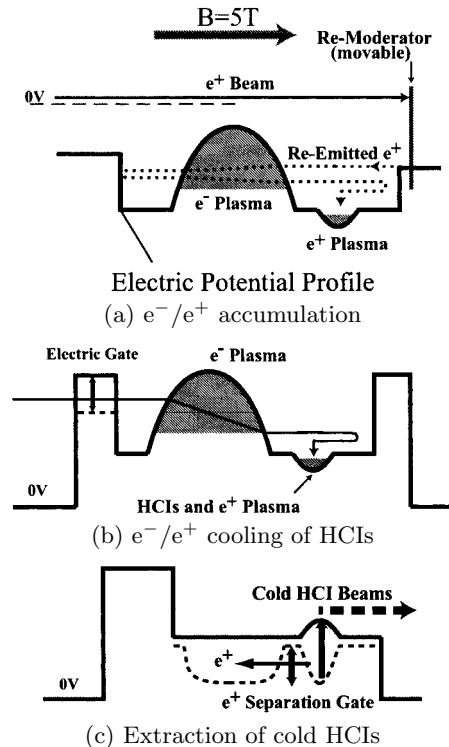 B=5T
Re-Moderator
(movable)
e⁺ Beam
0V
Re-Emitted e⁺
e⁻ Plasma
e⁺ Plasma
Electric Potential Profile
(a) e⁻/e⁺ accumulation
e⁻ Plasma
Electric Gate
0V
HCIs and e⁺ Plasma
(b) e⁻/e⁺ cooling of HCIs
Cold HCI Beams
e⁺
0V
e⁺ Separation Gate
(c) Extraction of cold HCIs